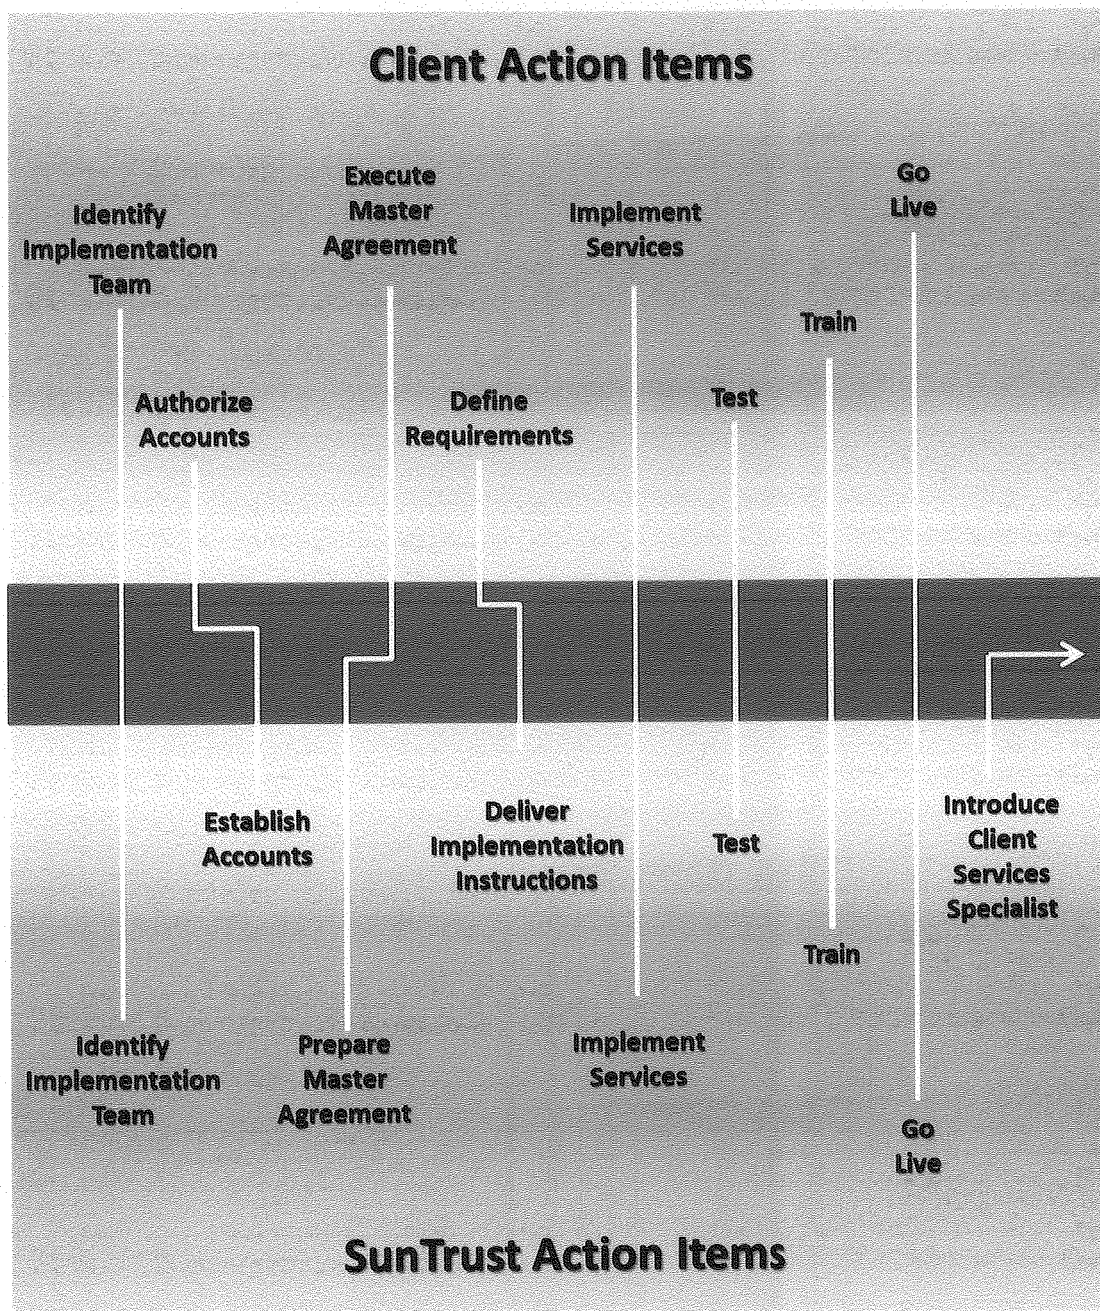 Client Action Items
Identify
Implementation
Team
Authorize
Accounts
Execute
Master
Agreement
Define
Requirements
Implement
Services
Test
Train
Go
Live
Identify
Implementation
Team
Establish
Accounts
Prepare
Master
Agreement
Deliver
Implementation
Instructions
Implement
Services
Test
Train
Go
Live
Introduce
Client
Services
Specialist
SunTrust Action Items